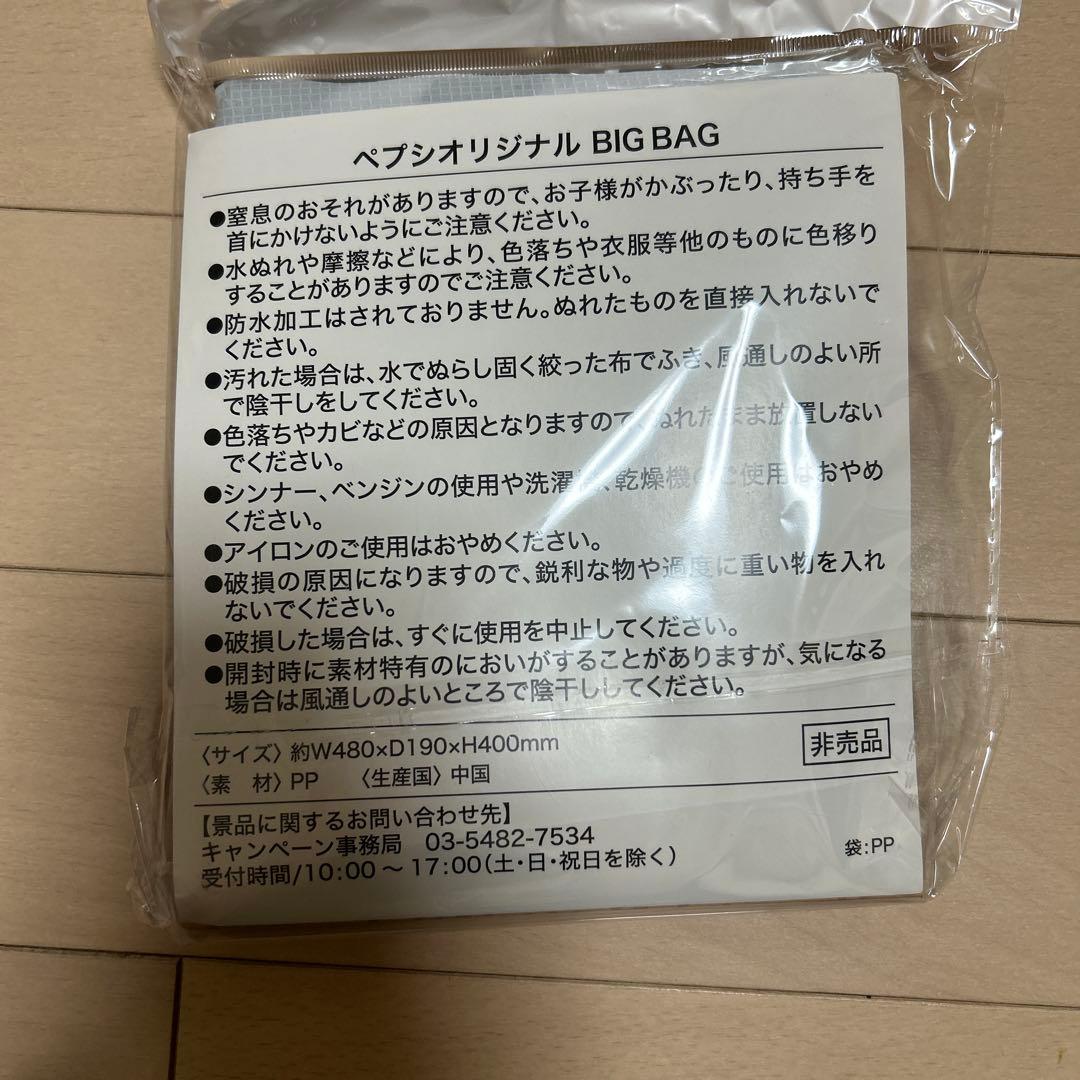 ペプシオリジナル BIG BAG
●窒息のおそれがありますので、お子様がかぶったり、持ち手を
首にかけないようにご注意ください。
●水ぬれや摩擦などにより、色落ちや衣服等他のものに色移り
することがありますのでご注意ください。
●防水加工はされておりません。ぬれたものを直接入れないで
ください。
●汚れた場合は、水でぬらし固く絞った布でふき、風通しのよい所
で陰干しをしてください。
●色落ちやカビなどの原因となりますので、ぬれたまま放置しない
でください。
●シンナー、ベンジンの使用や洗濯機、乾燥機のご使用はおやめ
ください。
●アイロンのご使用はおやめください。
●破損の原因になりますので、鋭利な物や過度に重い物を入れ
ないでください。
●破損した場合は、すぐに使用を中止してください。
●開封時に素材特有のにおいがすることがありますが、気になる
場合は風通しのよいところで陰干ししてください。
〈サイズ〉約W480×D190×H400mm
〈素　材〉PP　〈生産国〉中国
非売品
【景品に関するお問い合わせ先】
キャンペーン事務局　03-5482-7534
受付時間/10:00～17:00(土・日・祝日を除く)
袋:PP